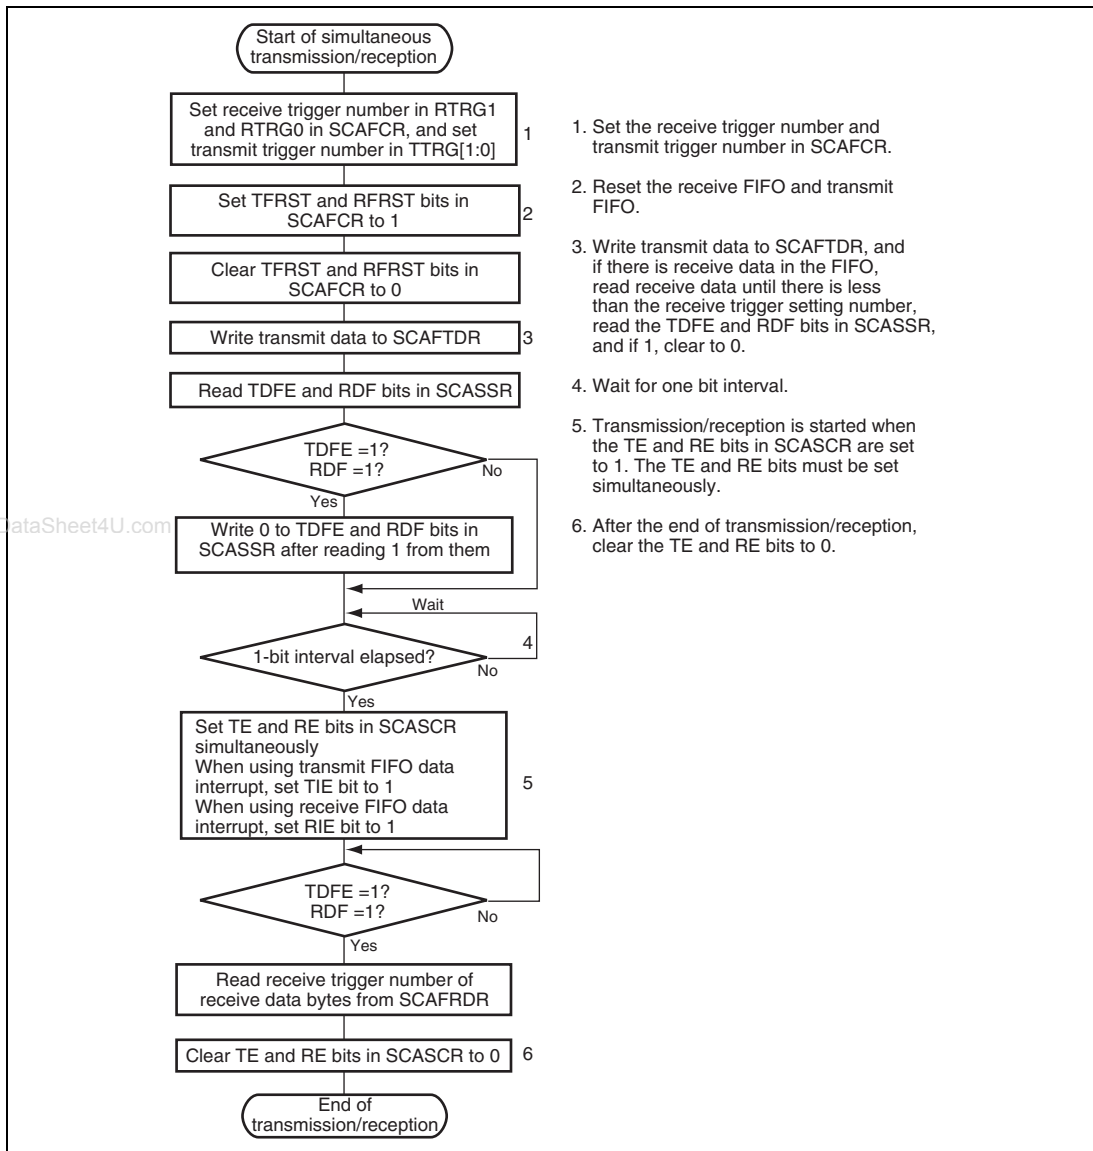 Start of simultaneous
transmission/reception
Set receive trigger number in RTRG1
and RTRG0 in SCAFCR, and set
transmit trigger number in TTRG[1:0]
1
Set TFRST and RFRST bits in
SCAFCR to 1
2
Clear TFRST and RFRST bits in
SCAFCR to 0
Write transmit data to SCAFTDR
3
Read TDFE and RDF bits in SCASSR
TDFE =1?
RDF =1?
No
Yes
Write 0 to TDFE and RDF bits in
SCASSR after reading 1 from them
Wait
1-bit interval elapsed?
4
No
Yes
Set TE and RE bits in SCASCR
simultaneously
When using transmit FIFO data
interrupt, set TIE bit to 1
When using receive FIFO data
interrupt, set RIE bit to 1
5
TDFE =1?
RDF =1?
No
Yes
Read receive trigger number of
receive data bytes from SCAFRDR
Clear TE and RE bits in SCASCR to 0
6
End of
transmission/reception
1. Set the receive trigger number and
transmit trigger number in SCAFCR.
2. Reset the receive FIFO and transmit
FIFO.
3. Write transmit data to SCAFTDR, and
if there is receive data in the FIFO,
read receive data until there is less
than the receive trigger setting number,
read the TDFE and RDF bits in SCASSR,
and if 1, clear to 0.
4. Wait for one bit interval.
5. Transmission/reception is started when
the TE and RE bits in SCASCR are set
to 1. The TE and RE bits must be set
simultaneously.
6. After the end of transmission/reception,
clear the TE and RE bits to 0.
DataSheet4U.com